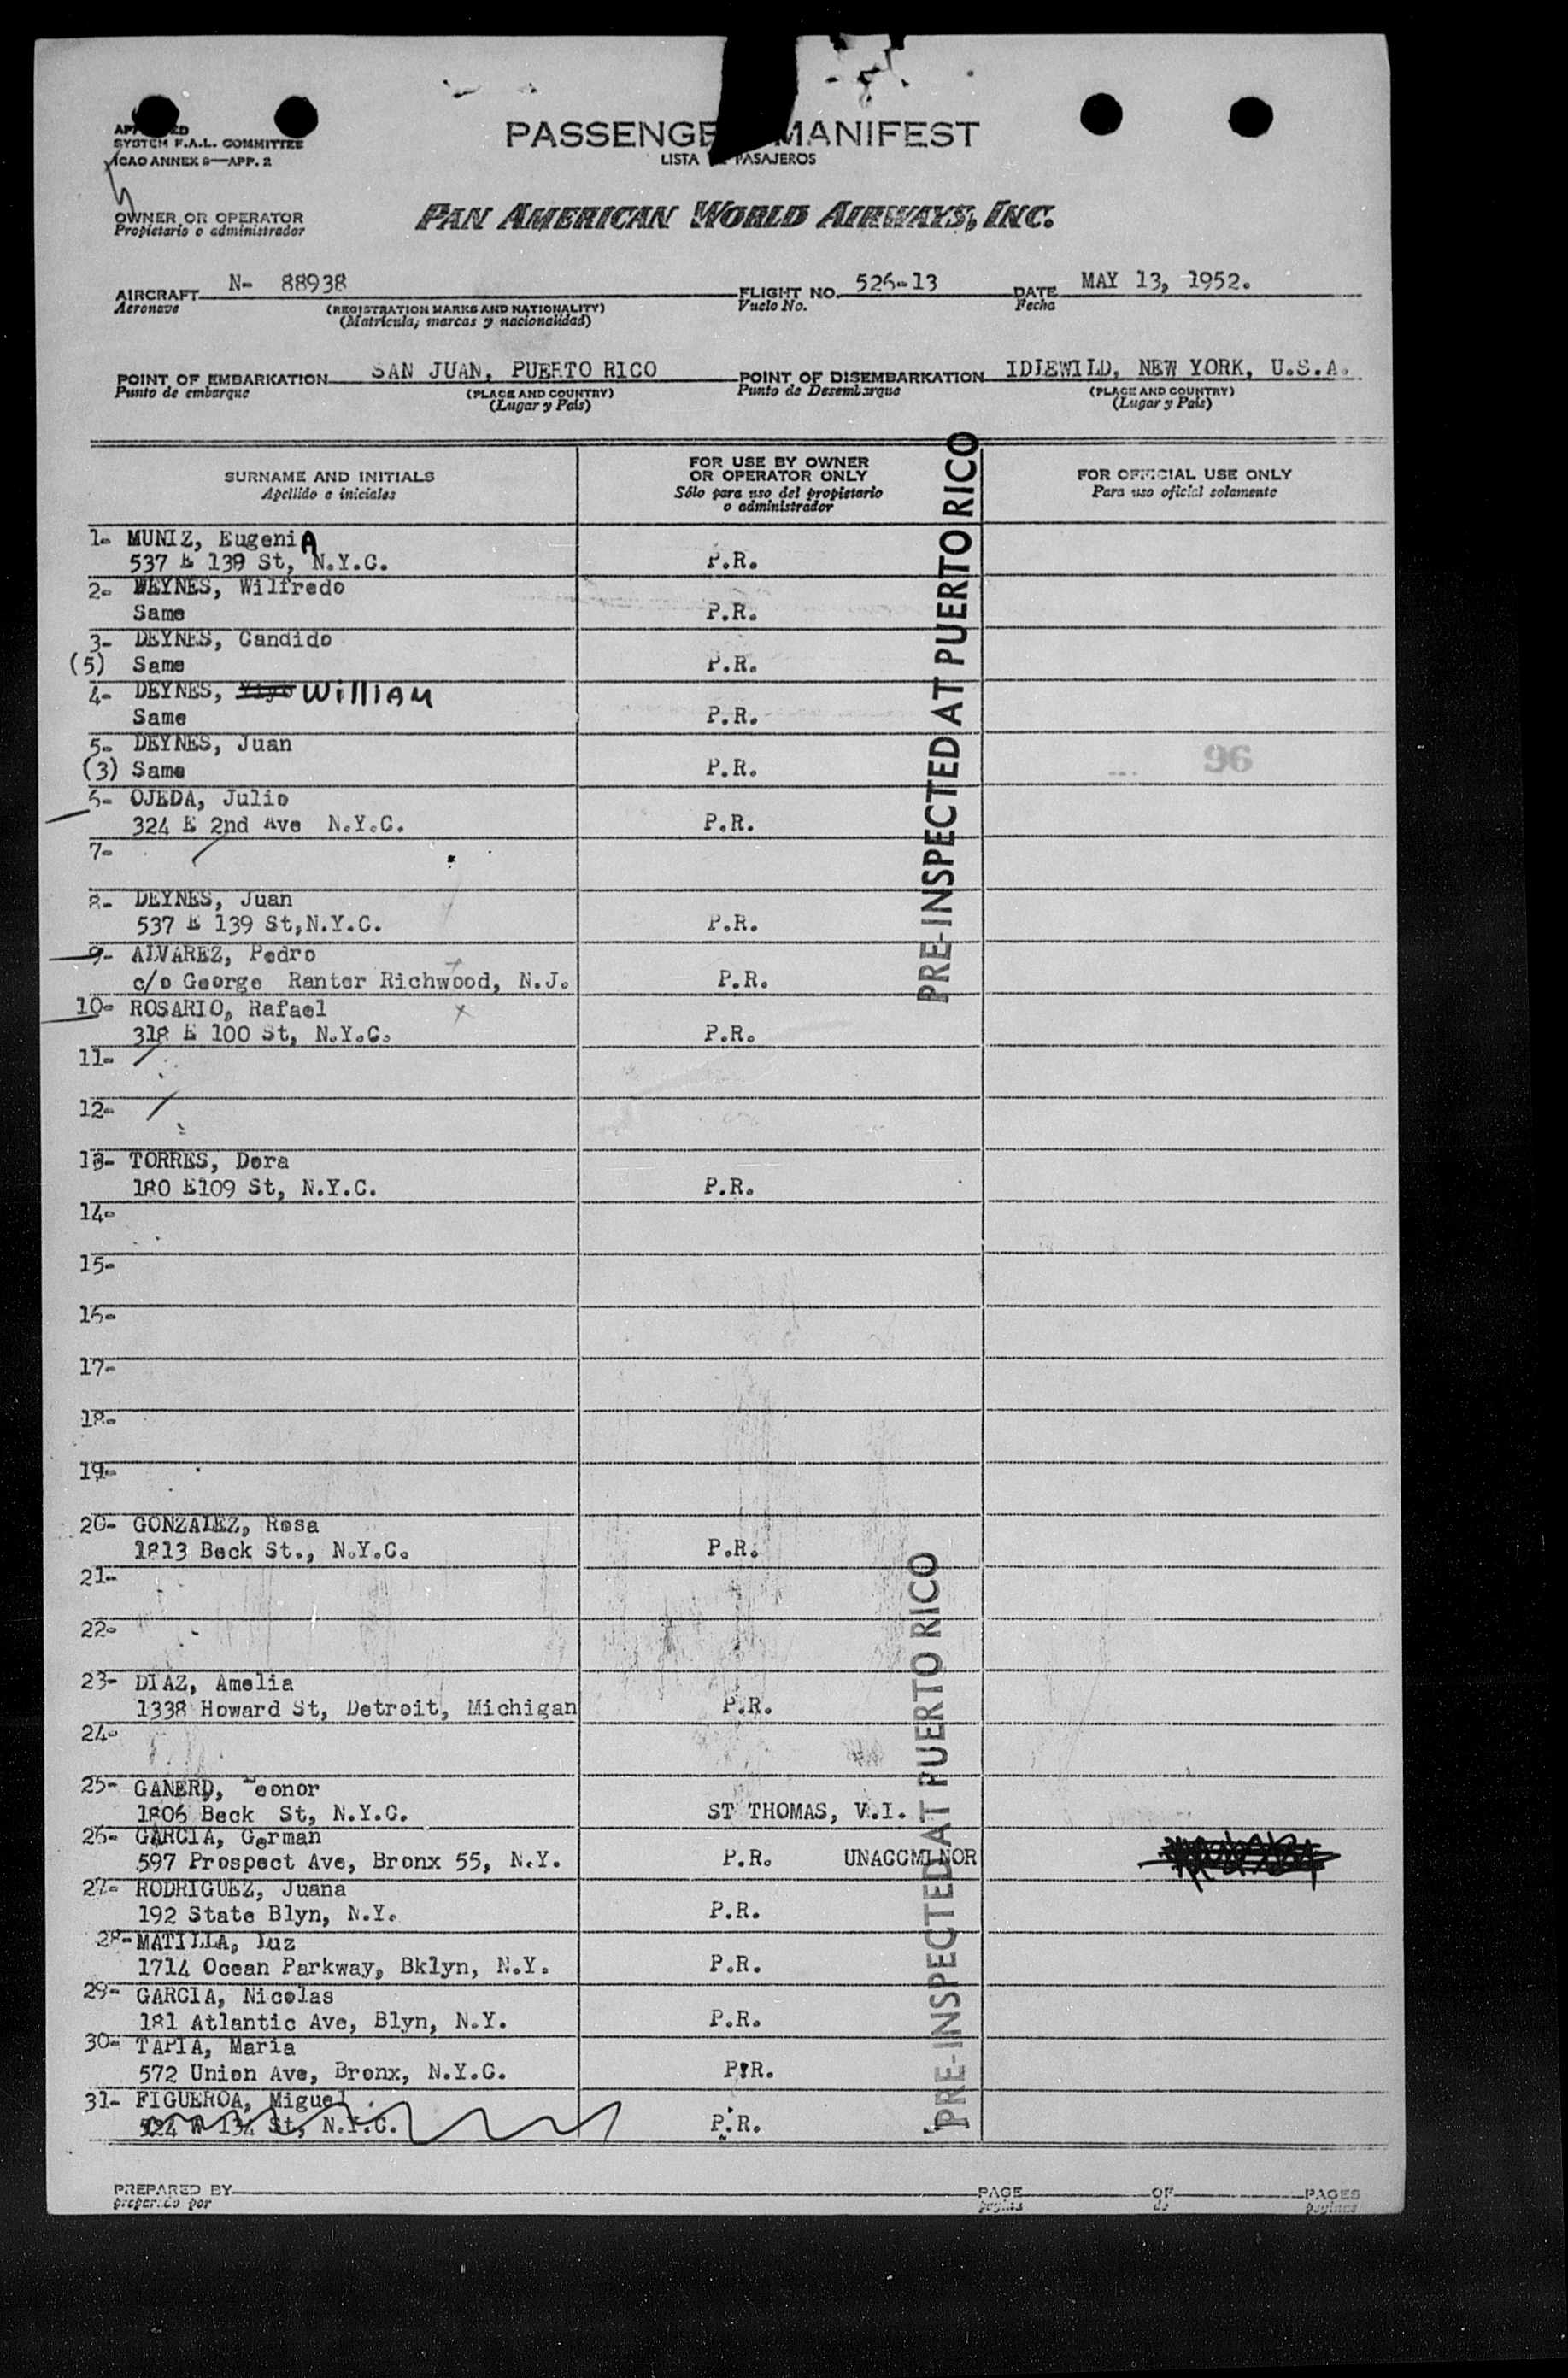 SYSTEM F.A.L. COMMITTEE
ICAO ANNEX 9—APP. 2
PASSENGE MANIFEST
LISTA PASAJEROS
OWNER OR OPERATOR
Propietario o administrador
PAN AMERICAN WORLD AIRWAYS, INC.
AIRCRAFT N- 88938 FLIGHT NO. 526-13 DATE MAY 13, 1952.
Aeronave (REGISTRATION MARKS AND NATIONALITY) Vuelo No. Fecha
(Matrícula, marcas y nacionalidad)
POINT OF EMBARKATION SAN JUAN, PUERTO RICO POINT OF DISEMBARKATION IDLEWILD, NEW YORK, U.S.A.
Punto de embarque (PLACE AND COUNTRY) Punto de Desembarque (PLACE AND COUNTRY)
(Lugar y País) (Lugar y País)
SURNAME AND INITIALS FOR USE BY OWNER OR OPERATOR ONLY FOR OFFICIAL USE ONLY
Apellido e iniciales Sólo para uso del propietario o administrador Para uso oficial solamente
PRE-INSPECTED AT PUERTO RICO
1- MUNIZ, EugeniA
537 E 139 St, N.Y.C. P.R.
2- DEYNES, Wilfredo
Same P.R.
3- DEYNES, Candido
(5) Same P.R.
4- DEYNES, WilliAM
Same P.R.
5- DEYNES, Juan
(3) Same P.R.
96
6- OJEDA, Julio
324 E 2nd Ave N.Y.C. P.R.
7-
8- DEYNES, Juan
537 E 139 St,N.Y.C. P.R.
9- ALVAREZ, Pedro
c/o George Ranter Richwood, N.J. P.R.
10- ROSARIO, Rafael
318 E 100 St, N.Y.C. P.R.
11-
12-
13- TORRES, Dora
180 E109 St, N.Y.C. P.R.
14-
15-
16-
17-
18-
19-
20- GONZALEZ, Rosa
1813 Beck St., N.Y.C. P.R.
21-
22-
23- DIAZ, Amelia
1338 Howard St, Detroit, Michigan P.R.
24-
25- GANERD, Leonor
1806 Beck St, N.Y.C. ST THOMAS, V.I.
26- GARCIA, German
597 Prospect Ave, Bronx 55, N.Y. P.R. UNACCMINOR
27- RODRIGUEZ, Juana
192 State Blyn, N.Y. P.R.
28- MATILLA, Luz
1714 Ocean Parkway, Bklyn, N.Y. P.R.
29- GARCIA, Nicolas
181 Atlantic Ave, Blyn, N.Y. P.R.
30- TAPIA, Maria
572 Union Ave, Bronx, N.Y.C. P.R.
31- FIGUEROA, Miguel
524 W 134 St, N.Y.C. P.R.
PRE-INSPECTED AT PUERTO RICO
PREPARED BY PAGE OF PAGES
preparado por página de páginas